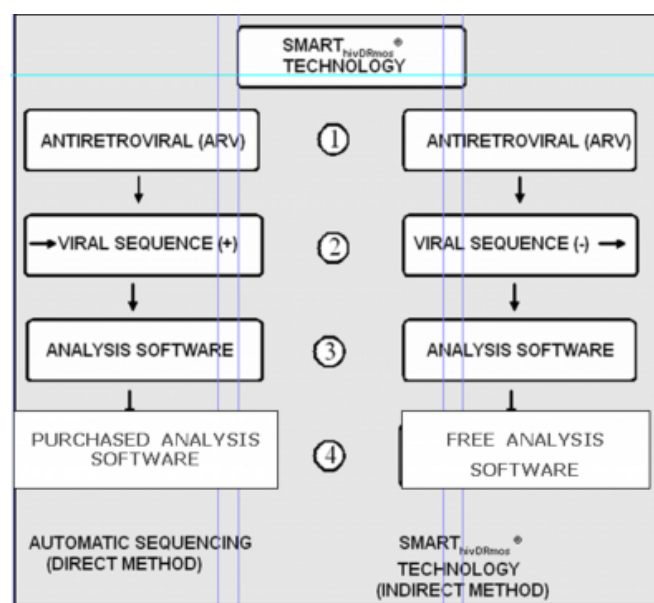 SMART hivDRmos ®
TECHNOLOGY
ANTIRETROVIRAL (ARV)
1
ANTIRETROVIRAL (ARV)
→ VIRAL SEQUENCE (+)
2
VIRAL SEQUENCE (-) →
ANALYSIS SOFTWARE
3
ANALYSIS SOFTWARE
PURCHASED ANALYSIS
SOFTWARE
4
FREE ANALYSIS
SOFTWARE
AUTOMATIC SEQUENCING
(DIRECT METHOD)
SMART hivDRmos ®
TECHNOLOGY
(INDIRECT METHOD)